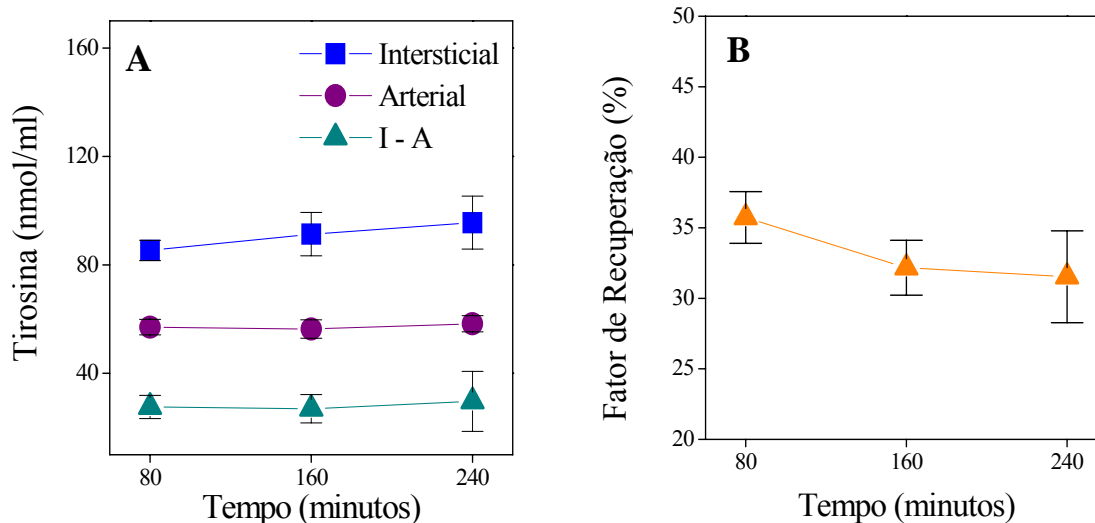 A
Intersticial
Arterial
I - A
Tirosina (nmol/ml)
160
120
80
40
80
160
240
Tempo (minutos)
B
Fator de Recuperação (%)
50
45
40
35
30
25
20
80
160
240
Tempo (minutos)